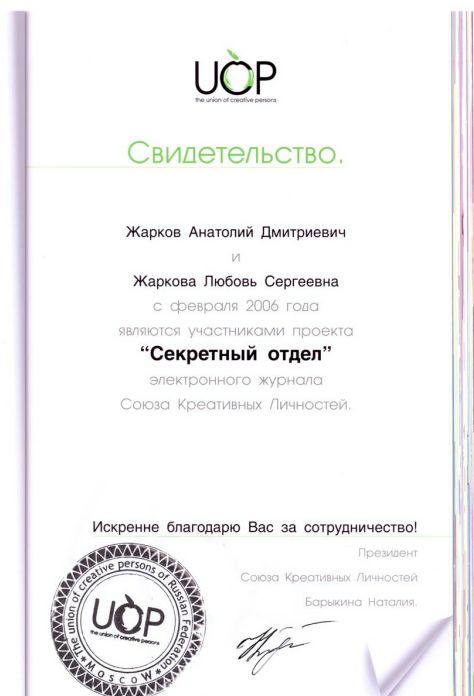 UOP
the union of creative persons
Свидетельство.
Жарков Анатолий Дмитриевич
и
Жаркова Любовь Сергеевна
с февраля 2006 года
являются участниками проекта
“Секретный отдел”
электронного журнала
Союза Креативных Личностей.
Искренне благодарю Вас за сотрудничество!
Президент
Союза Креативных Личностей
Барыкина Наталия.
The union of creative persons of Russian Federation
UOP
the union of creative persons
* MOSCOW *